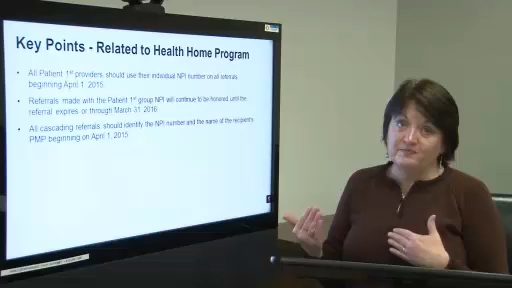 Key Points - Related to Health Home Program
• All Patient 1st providers should use their individual NPI number on all referrals
beginning April 1, 2015
• Referrals made with the Patient 1st group NPI will continue to be honored until the
referral expires or through March 31, 2016
• All cascading referrals should identify the NPI number and the name of the recipient's
PMP beginning on April 1, 2015